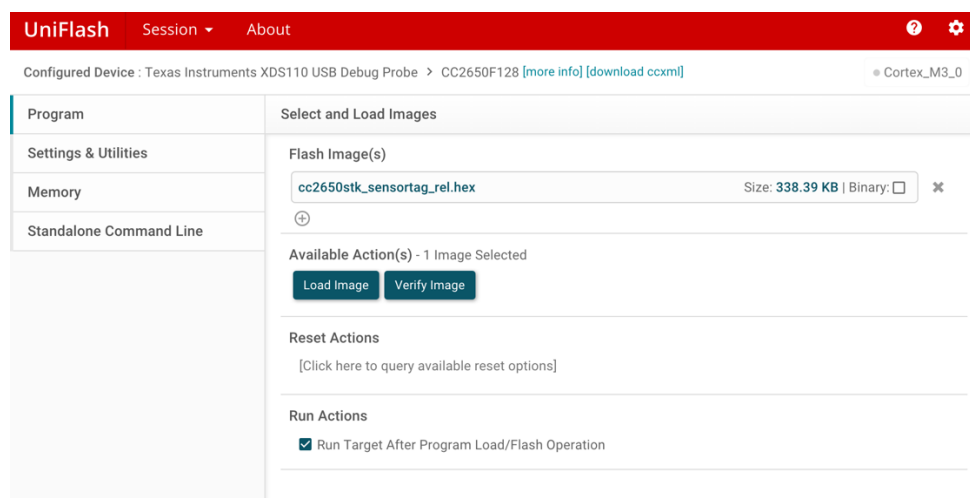 UniFlash Session About
Configured Device : Texas Instruments XDS110 USB Debug Probe > CC2650F128 [more info] [download ccxml] Cortex_M3_0
Program
Settings & Utilities
Memory
Standalone Command Line
Select and Load Images
Flash Image(s)
cc2650stk_sensortag_rel.hex Size: 338.39 KB | Binary:
Available Action(s) - 1 Image Selected
Load Image Verify Image
Reset Actions
[Click here to query available reset options]
Run Actions
Run Target After Program Load/Flash Operation